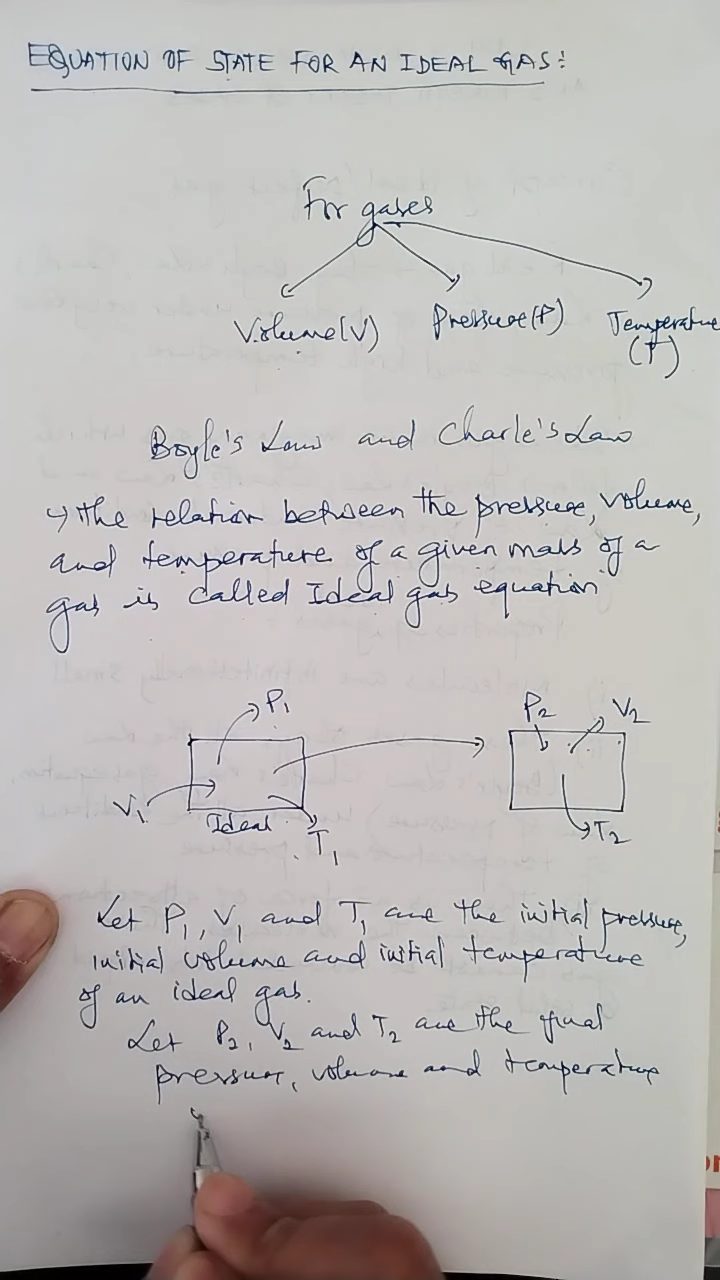 EQUATION OF STATE FOR AN IDEAL GAS:
For gases
Volume(V) Pressure(P) Temperature
(T)
Boyle's Law and Charle's Law
↳ the relation between the pressure, volume,
and temperature of a given mass of a
gas is called Ideal gas equation
P1 P2 V2
V1 Ideal T1 T2
Let P1, V1 and T1 are the initial pressure,
initial volume and initial temperature
of an ideal gas.
Let P2, V2 and T2 are the final
pressure, volume and temperature